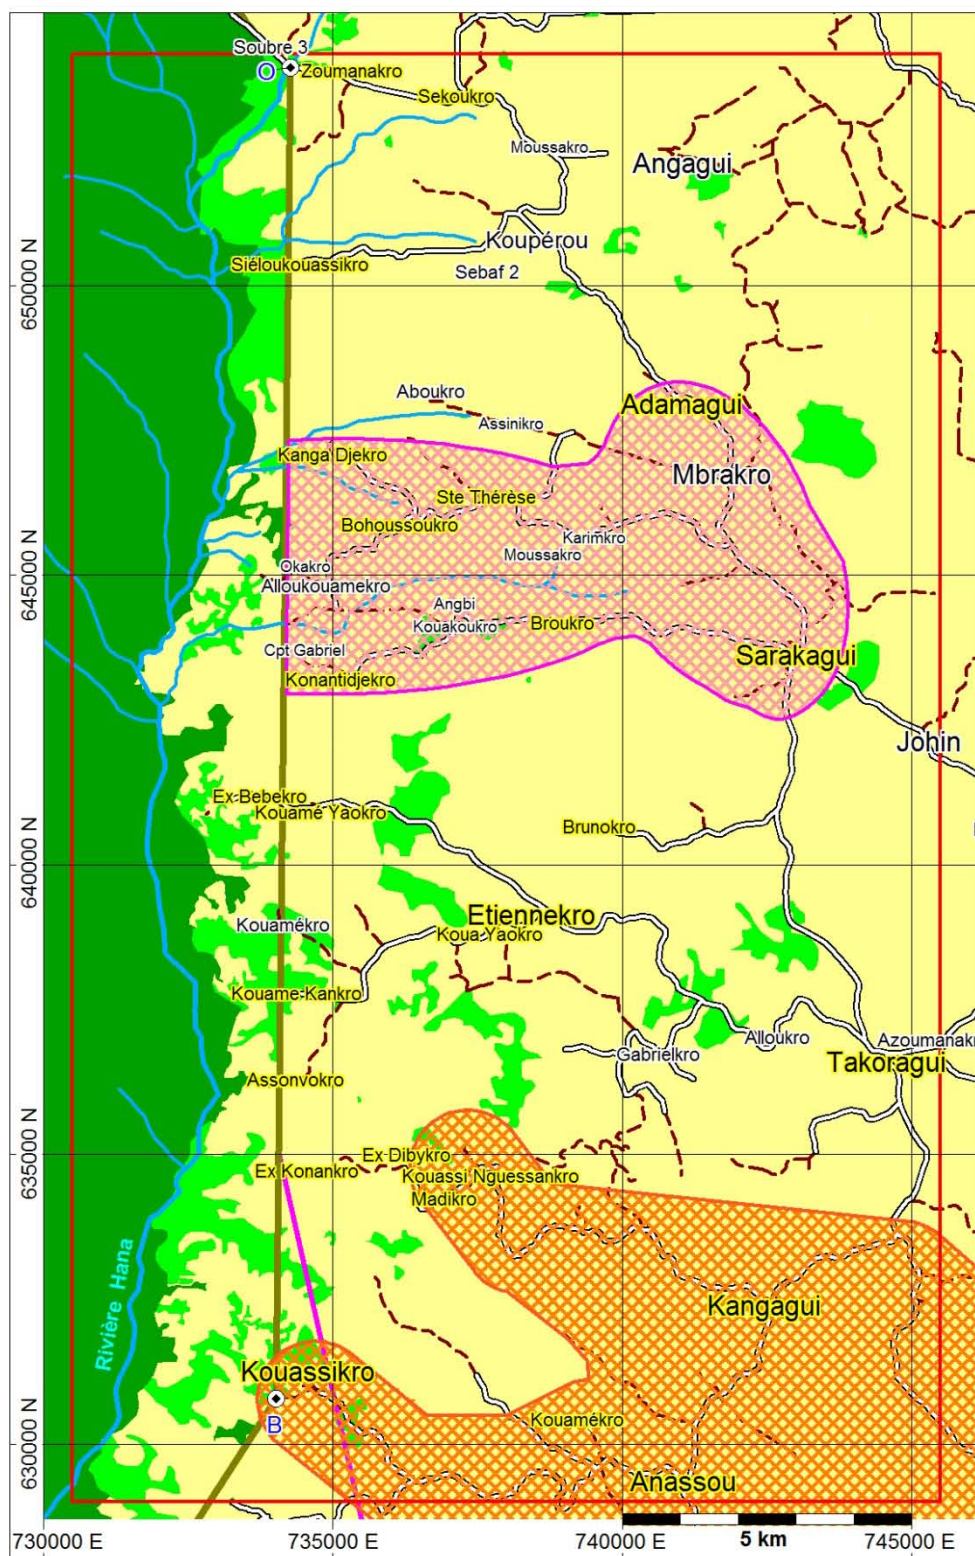 Soubre 3
O
Zoumanakro
Sekoukro
Moussakro
Angagui
Koupérou
Siéloukouassikro
Sebaf 2
650000 N
Aboukro
Adamagui
Assinikro
Kanga Djekro
Mbrakro
Ste Thérèse
Bohoussoukro
Karimkro
Moussakro
Okakro
645000 N
Alloukouamekro
Angbi
Kouakoukro
Broukro
Cpt Gabriel
Sarakagui
Konantidjekro
Johin
Ex-Bebekro
Kouamé Yaokro
Brunokro
640000 N
Etiennekro
Kouamékro
Koua Yaokro
Kouame-Kankro
Alloukro
Azoumanakr
Gabrielkro
Takoragui
Assonvokro
635000 N
Ex Dibykro
Ex Konankro
Kouassi Nguessankro
Madikro
Rivière Hana
Kangagui
Kouassikro
B
Kouamékro
630000 N
Anassou
5 km
730000 E
735000 E
740000 E
745000 E